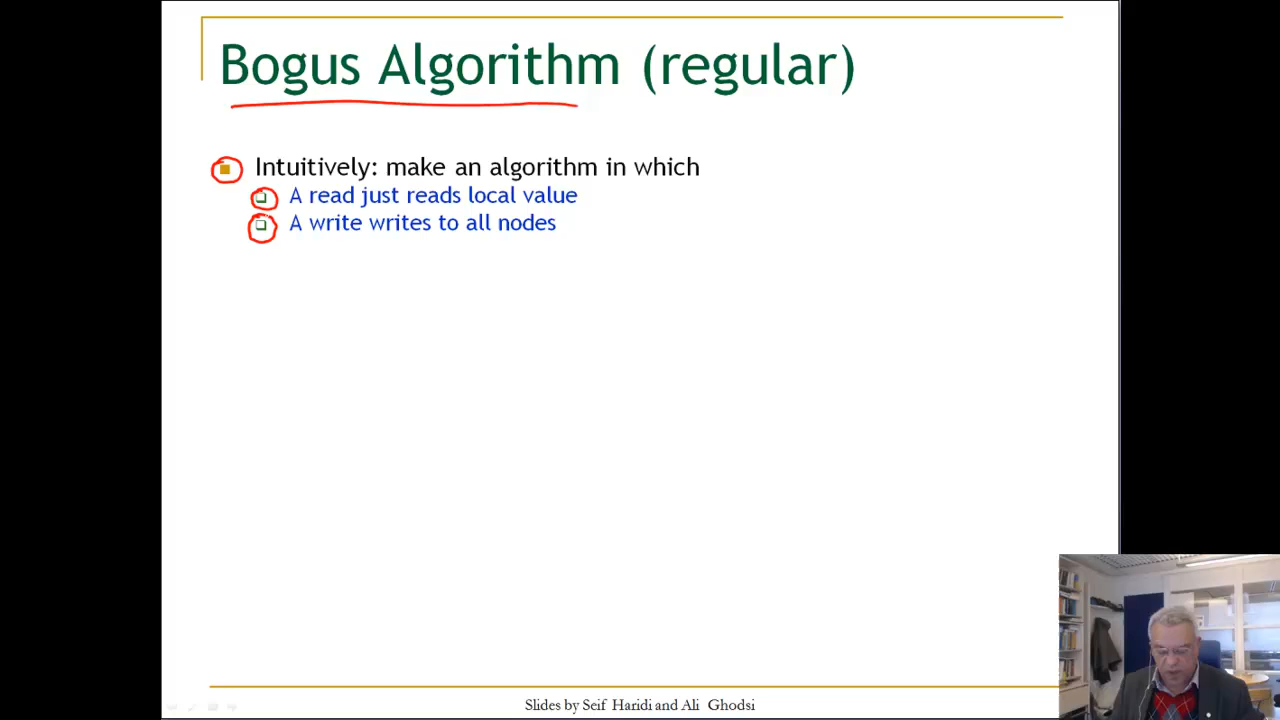 Bogus Algorithm (regular)
Intuitively: make an algorithm in which
A read just reads local value
A write writes to all nodes
Slides by Seif Haridi and Ali Ghodsi